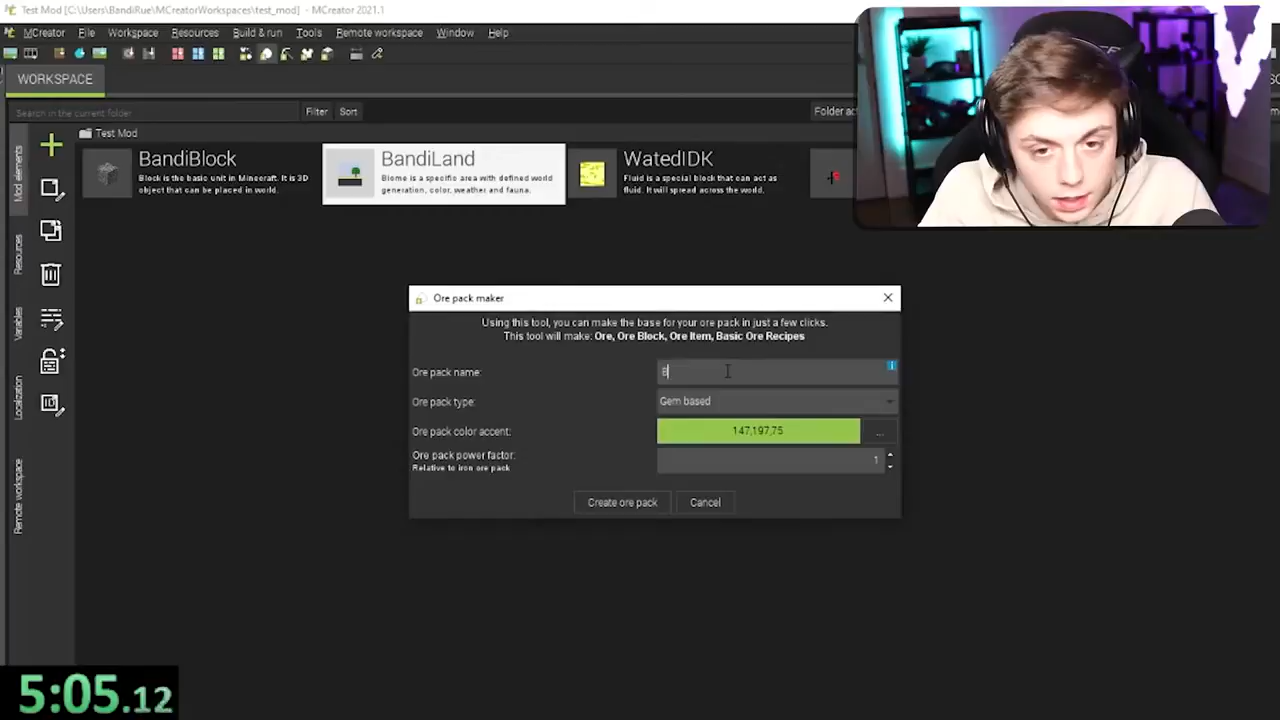 Test Mod [C:\Users\BandiRue\MCreatorWorkspaces\test_mod] - MCreator 2021.1
MCreator File Workspace Resources Build & run Tools Remote workspace Window Help
WORKSPACE
Search in the current folder Filter Sort Folder
Test Mod
Mod elements
Resources
Variables
Localization
Remote workspace
BandiBlock
Block is the basic unit in Minecraft. It is 3D
object that can be placed in world.
BandiLand
Biome is a specific area with defined world
generation, color, weather and fauna.
WatedIDK
Fluid is a special block that can act as
fluid. It will spread across the world.
Ore pack maker
Using this tool, you can make the base for your ore pack in just a few clicks.
This tool will make: Ore, Ore Block, Ore Item, Basic Ore Recipes
Ore pack name: B
Ore pack type: Gem based
Ore pack color accent: 147,197,75 ...
Ore pack power factor: 1
Relative to iron ore pack
Create ore pack Cancel
5:05.12